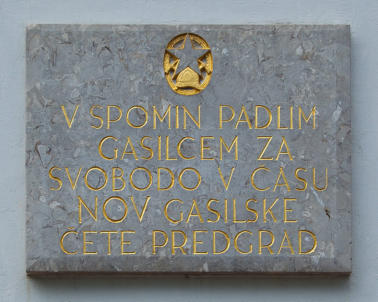 V SPOMIN PADLIM
GASILCEM ZA
SVOBODO V ČASU
NOV GASILSKE
ČETE PREDGRAD